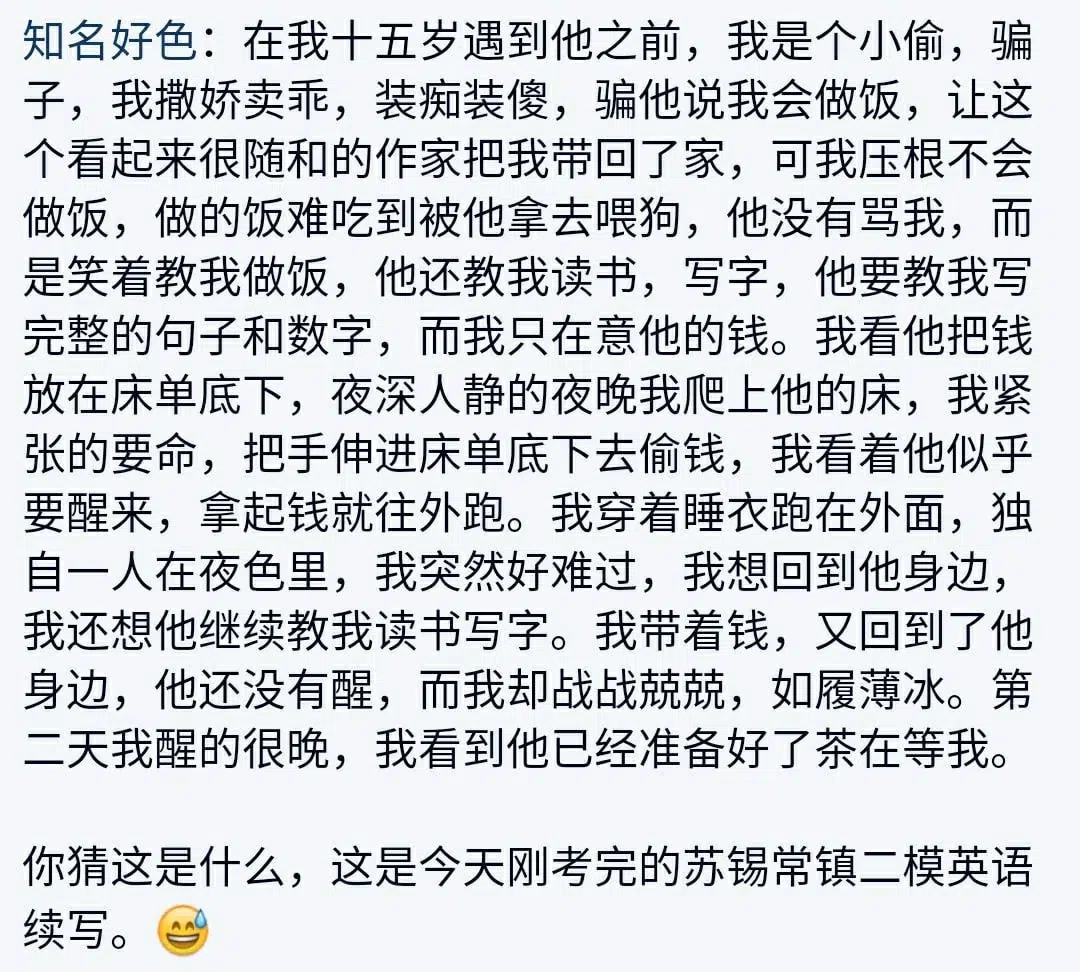 知名好色：在我十五岁遇到他之前，我是个小偷，骗
子，我撒娇卖乖，装痴装傻，骗他说我会做饭，让这
个看起来很随和的作家把我带回了家，可我压根不会
做饭，做的饭难吃到被他拿去喂狗，他没有骂我，而
是笑着教我做饭，他还教我读书，写字，他要教我写
完整的句子和数字，而我只在意他的钱。我看他把钱
放在床单底下，夜深人静的夜晚我爬上他的床，我紧
张的要命，把手伸进床单底下去偷钱，我看着他似乎
要醒来，拿起钱就往外跑。我穿着睡衣跑在外面，独
自一人在夜色里，我突然好难过，我想回到他身边，
我还想他继续教我读书写字。我带着钱，又回到了他
身边，他还没有醒，而我却战战兢兢，如履薄冰。第
二天我醒的很晚，我看到他已经准备好了茶在等我。
你猜这是什么，这是今天刚考完的苏锡常镇二模英语
续写。😅